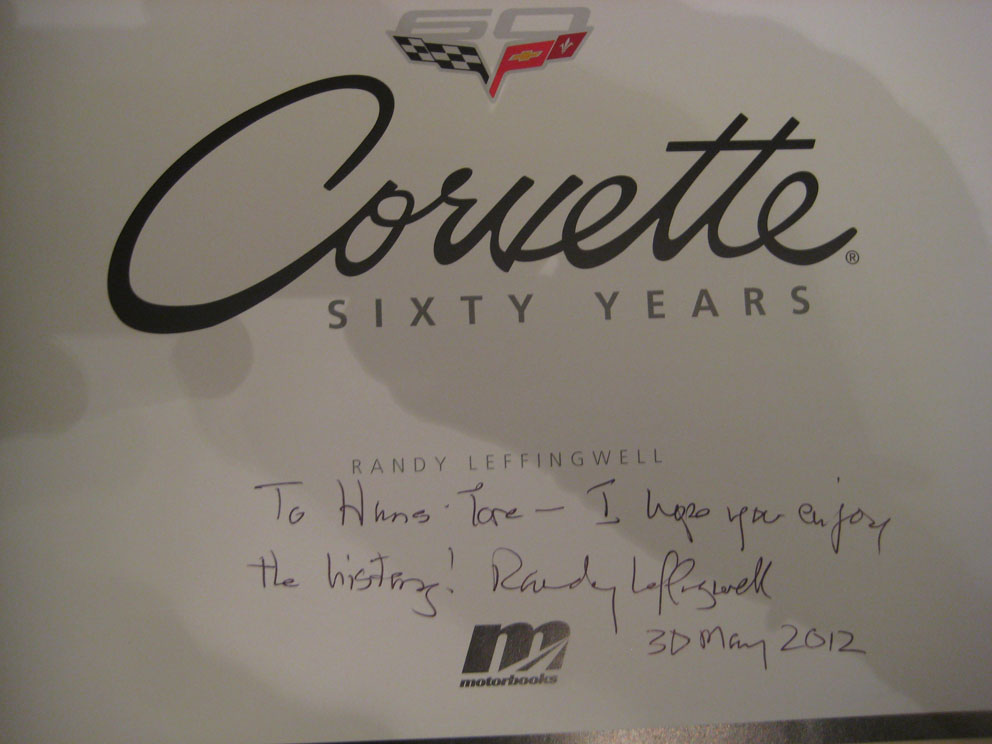 60
Corvette®
SIXTY YEARS
RANDY LEFFINGWELL
To Hans-Tore – I hope you enjoy
the history! Randy Leffingwell
30 May 2012
m
motorbooks